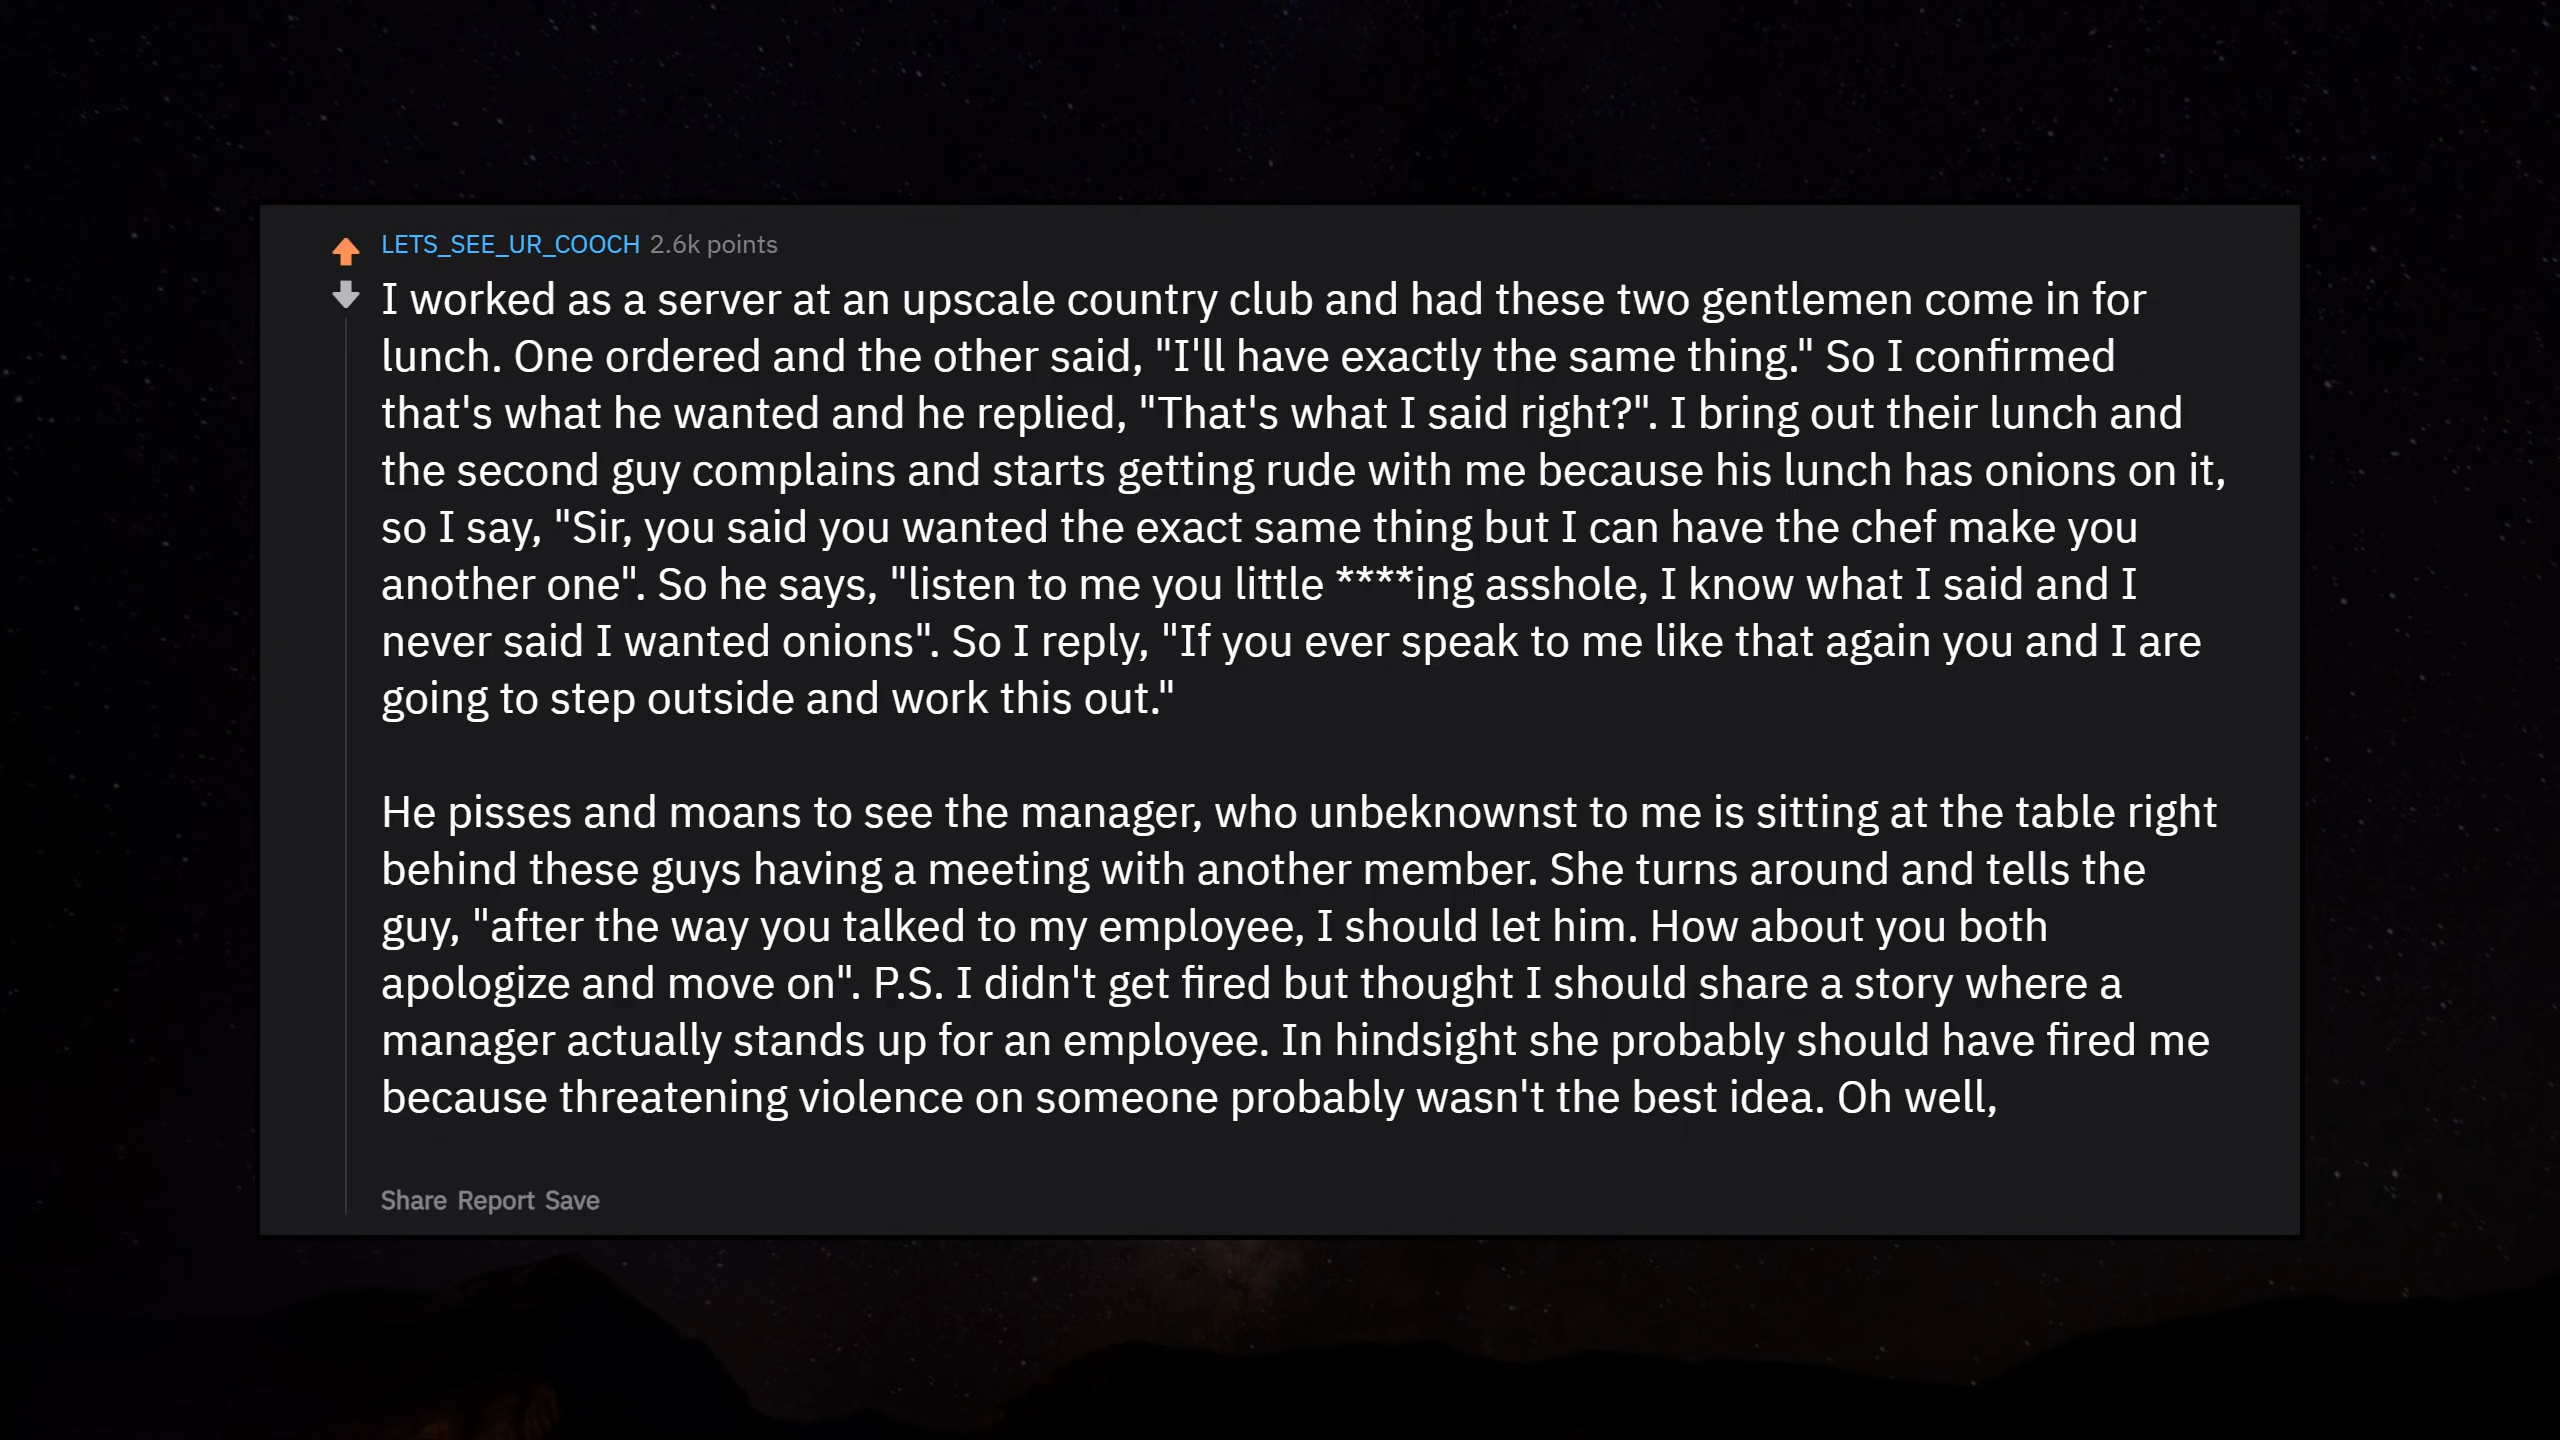 LETS_SEE_UR_COOCH 2.6k points
I worked as a server at an upscale country club and had these two gentlemen come in for
lunch. One ordered and the other said, "I'll have exactly the same thing." So I confirmed
that's what he wanted and he replied, "That's what I said right?". I bring out their lunch and
the second guy complains and starts getting rude with me because his lunch has onions on it,
so I say, "Sir, you said you wanted the exact same thing but I can have the chef make you
another one". So he says, "listen to me you little ****ing asshole, I know what I said and I
never said I wanted onions". So I reply, "If you ever speak to me like that again you and I are
going to step outside and work this out."
He pisses and moans to see the manager, who unbeknownst to me is sitting at the table right
behind these guys having a meeting with another member. She turns around and tells the
guy, "after the way you talked to my employee, I should let him. How about you both
apologize and move on". P.S. I didn't get fired but thought I should share a story where a
manager actually stands up for an employee. In hindsight she probably should have fired me
because threatening violence on someone probably wasn't the best idea. Oh well,
Share Report Save